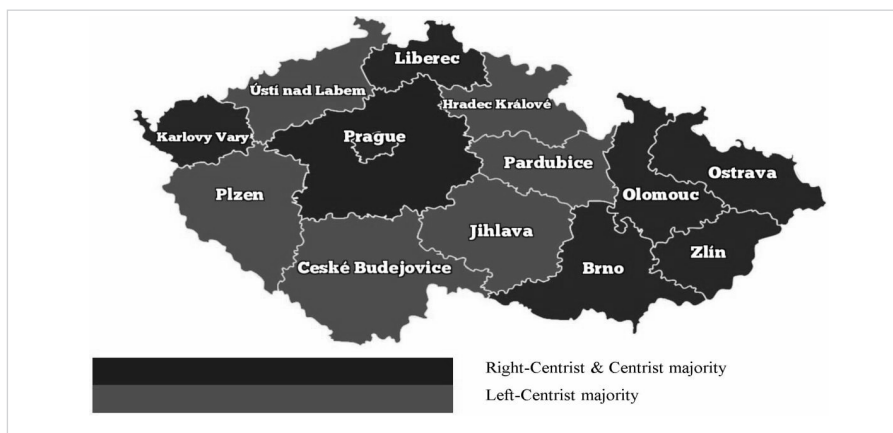 Liberec
Ústí nad Labem
Hradec Králové
Karlovy Vary
Prague
Pardubice
Ostrava
Plzen
Olomouc
Jihlava
Zlín
České Budejovice
Brno
Right-Centrist & Centrist majority
Left-Centrist majority